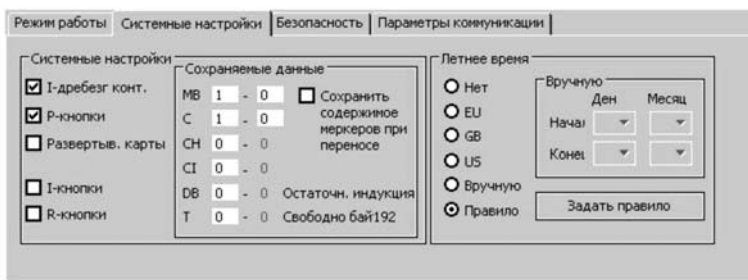 Режим работы Системные настройки Безопасность Параметры коммуникации
Системные настройки
I-дребезг конт.
P-кнопки
Развертыв. карты
I-кнопки
R-кнопки
Сохраняемые данные
MB 1 - 0
C 1 - 0
CH 0 - 0
CI 0 - 0
DB 0 - 0 Остаточн. индукция
T 0 - 0 Свободно байт192
Сохранить
содержимое
меркеров при
переносе
Летнее время
Нет
EU
GB
US
Вручную
Правило
Вручную
Ден Месяц
Начал
Конец
Задать правило